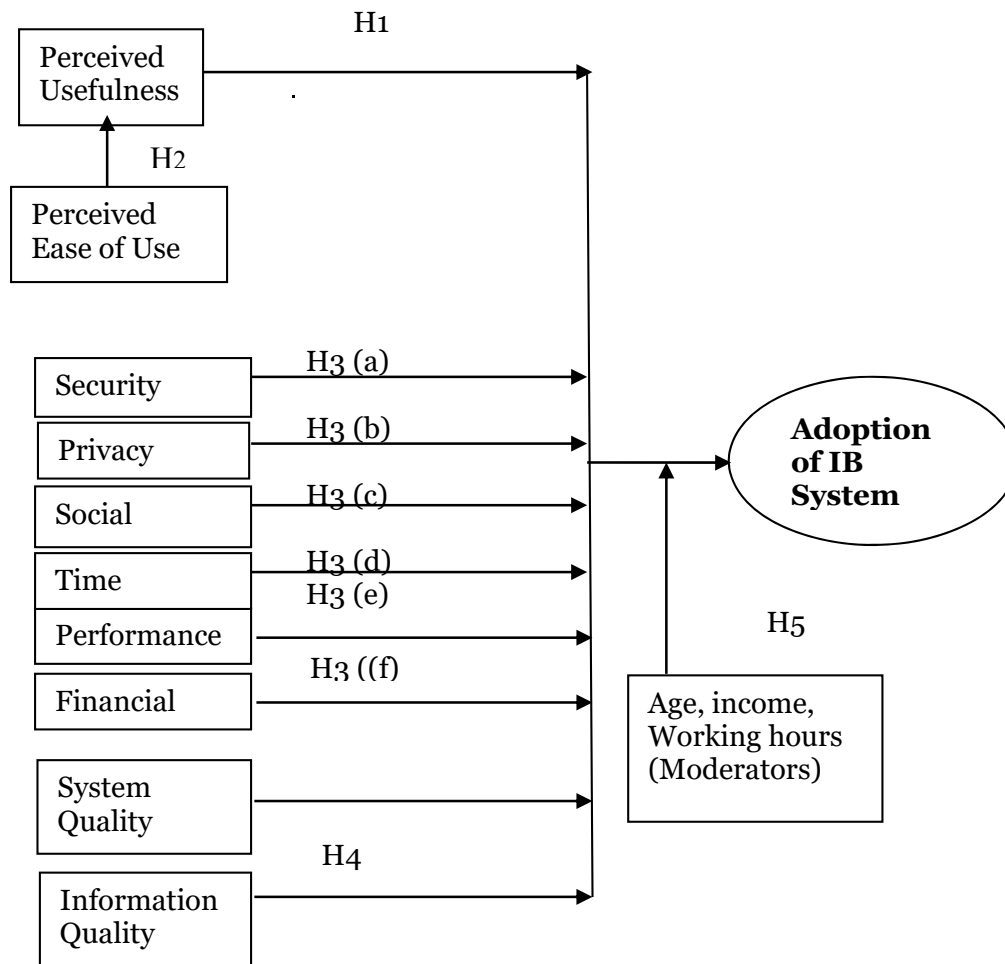 H1
Perceived
Usefulness
.
H2
Perceived
Ease of Use
Security
H3 (a)
Privacy
H3 (b)
Social
H3 (c)
Time
H3 (d)
H3 (e)
Performance
H3 ((f)
Financial
System
Quality
H4
Information
Quality
Adoption
of IB
System
H5
Age, income,
Working hours
(Moderators)